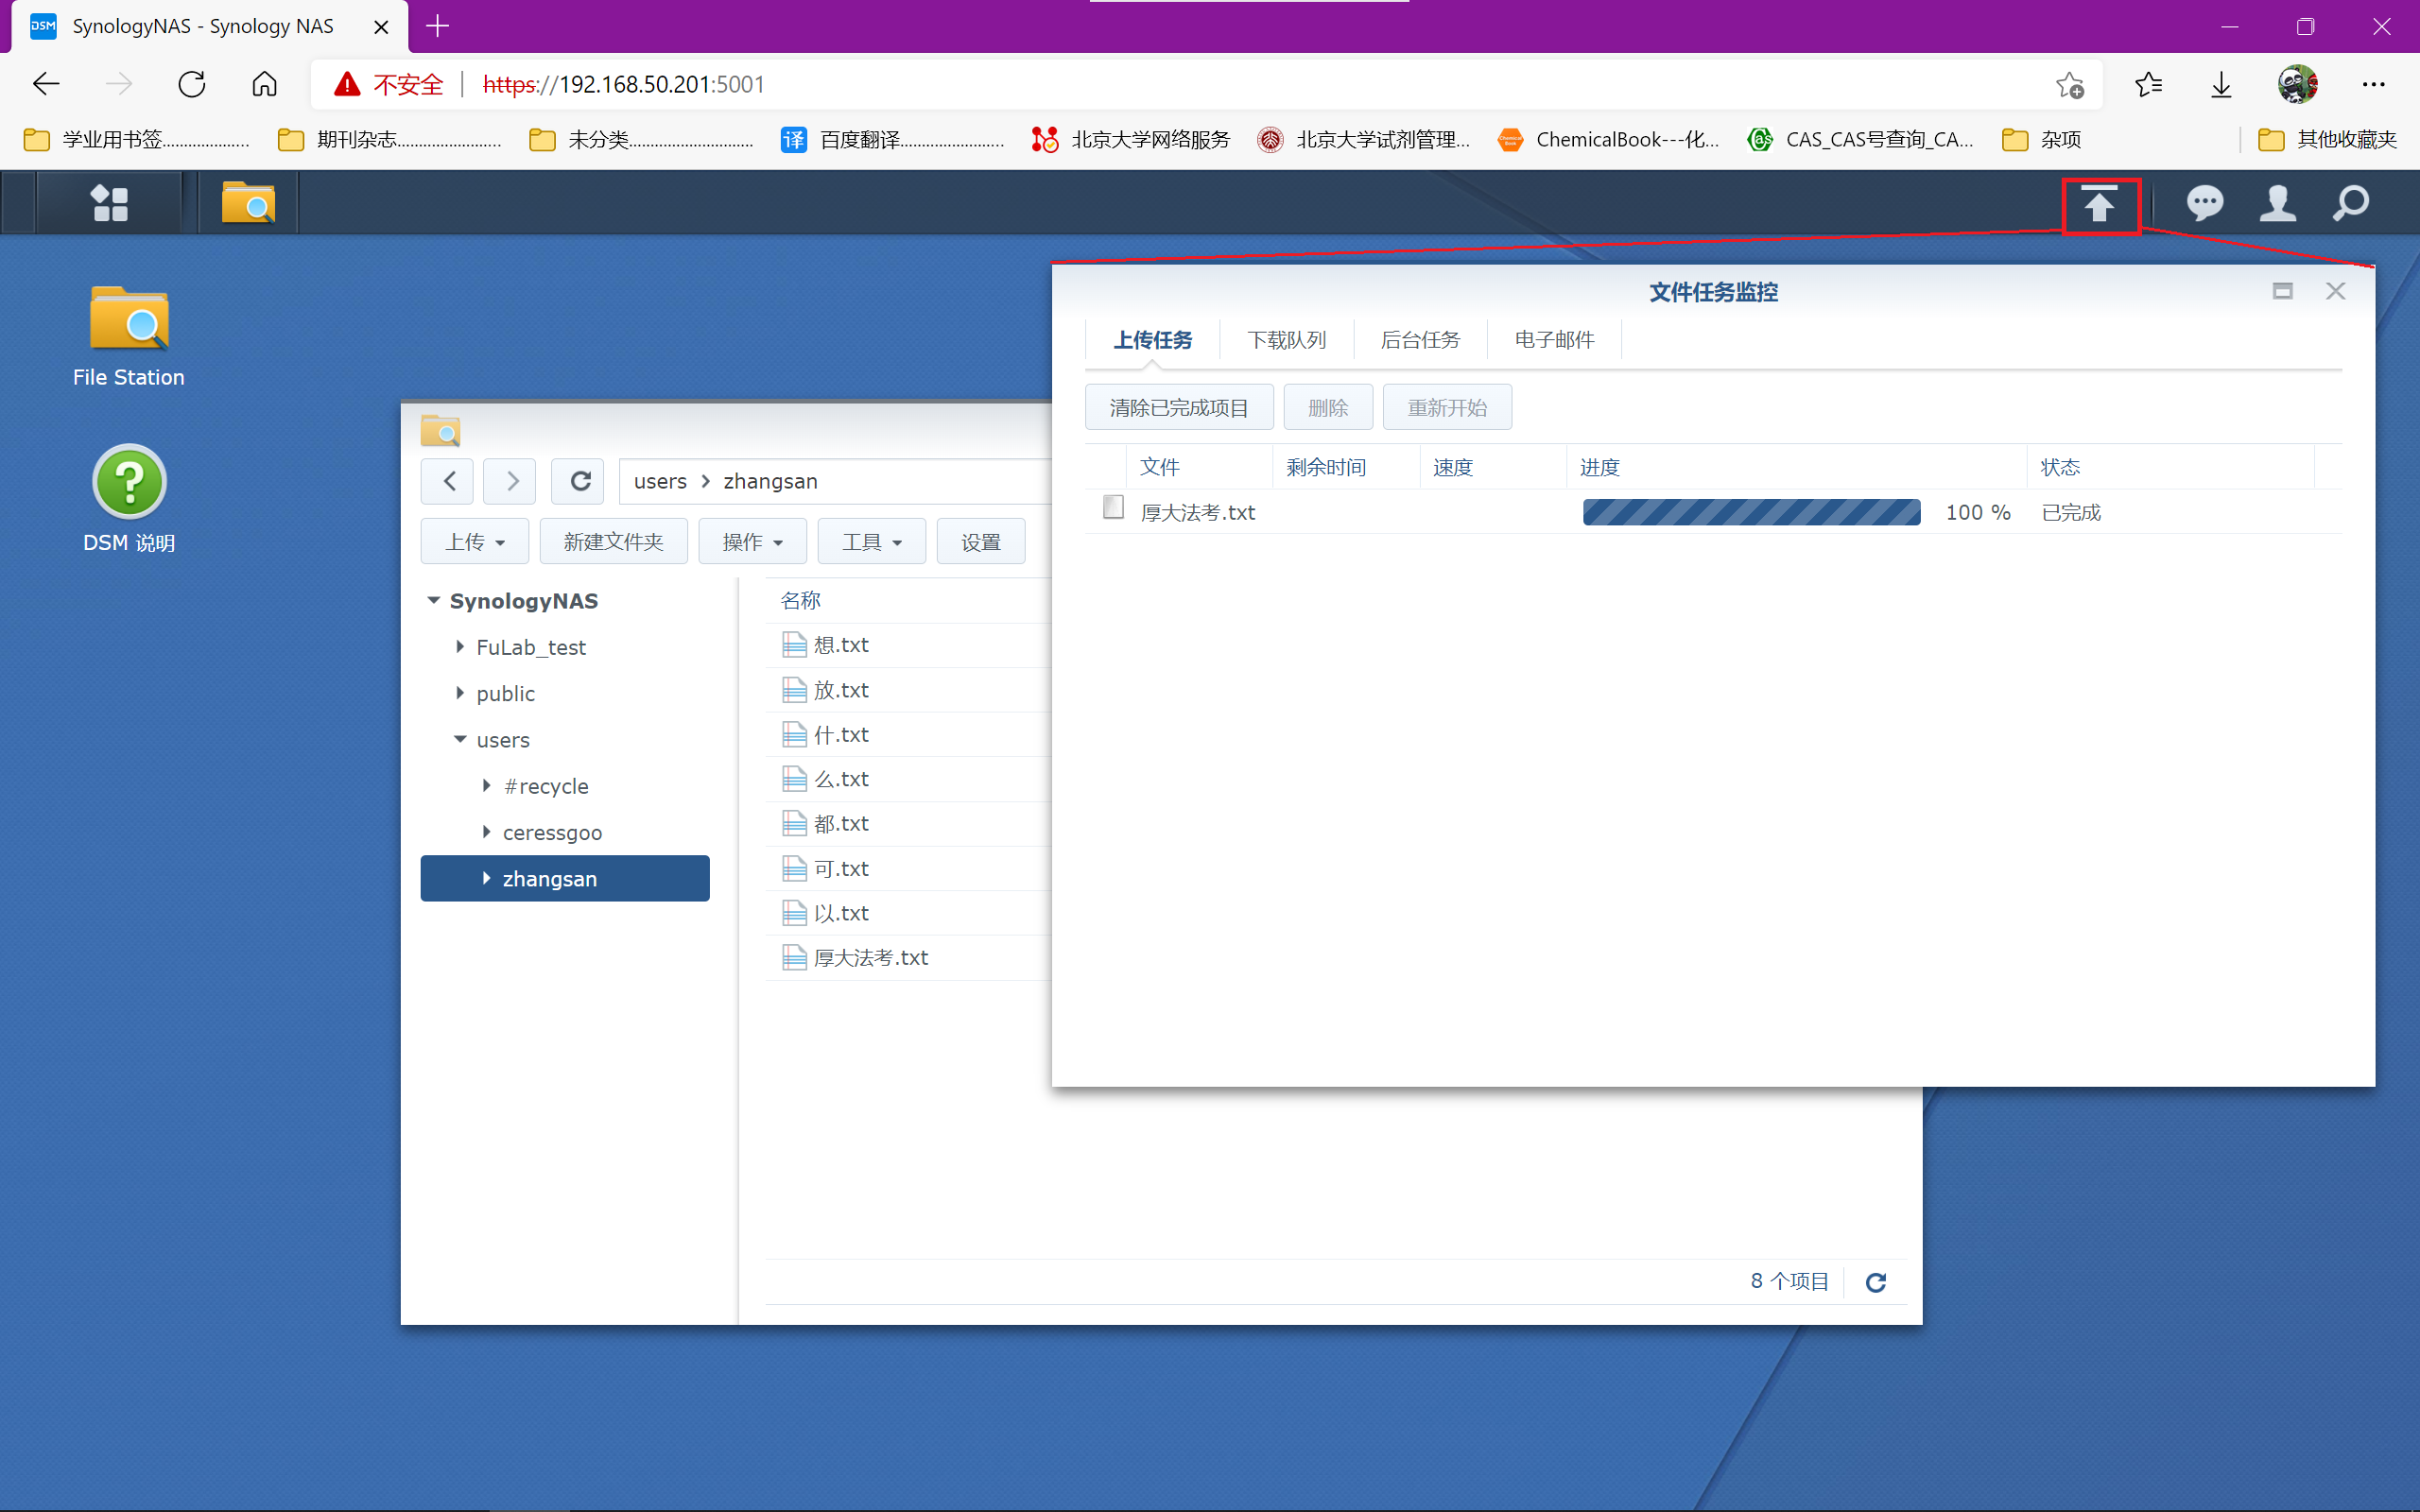 DSM SynologyNAS - Synology NAS
不安全 https://192.168.50.201:5001
学业用书签.................. 期刊杂志..................... 未分类......................... 译 百度翻译..................... 北京大学网络服务 北京大学试剂管理... ChemicalBook---化... CAS_CAS号查询_CA... 杂项 其他收藏夹
File Station
DSM 说明
users > zhangsan
上传 新建文件夹 操作 工具 设置
SynologyNAS
FuLab_test
public
users
#recycle
ceressgoo
zhangsan
名称
想.txt
放.txt
什.txt
么.txt
都.txt
可.txt
以.txt
厚大法考.txt
8 个项目
文件任务监控
上传任务 下载队列 后台任务 电子邮件
清除已完成项目 删除 重新开始
文件 剩余时间 速度 进度 状态
厚大法考.txt 100 % 已完成